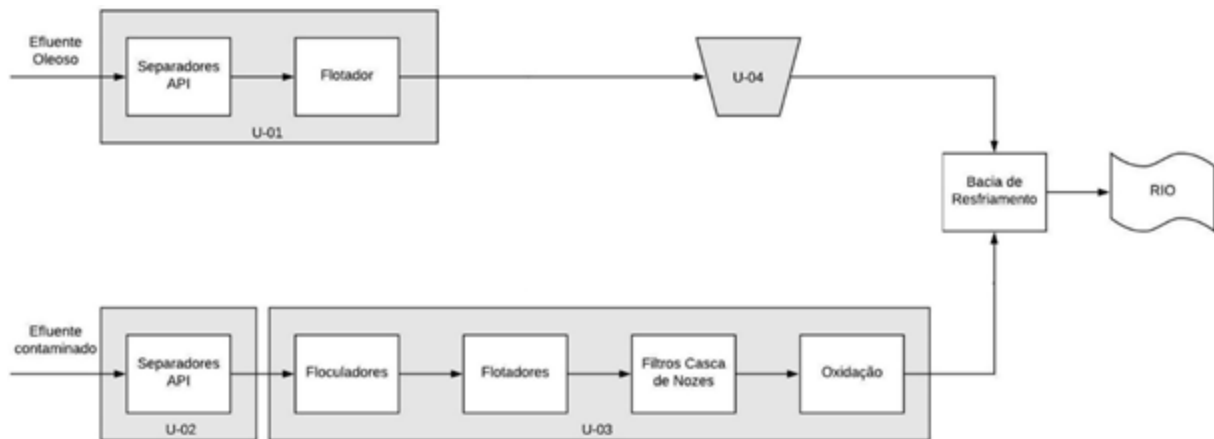 Efluente
Oleoso
Separadores
API
Flotador
U-01
U-04
Bacia de
Resfriamento
RIO
Efluente
contaminado
Separadores
API
U-02
Floculadores
Flotadores
Filtros Casca
de Nozes
Oxidação
U-03